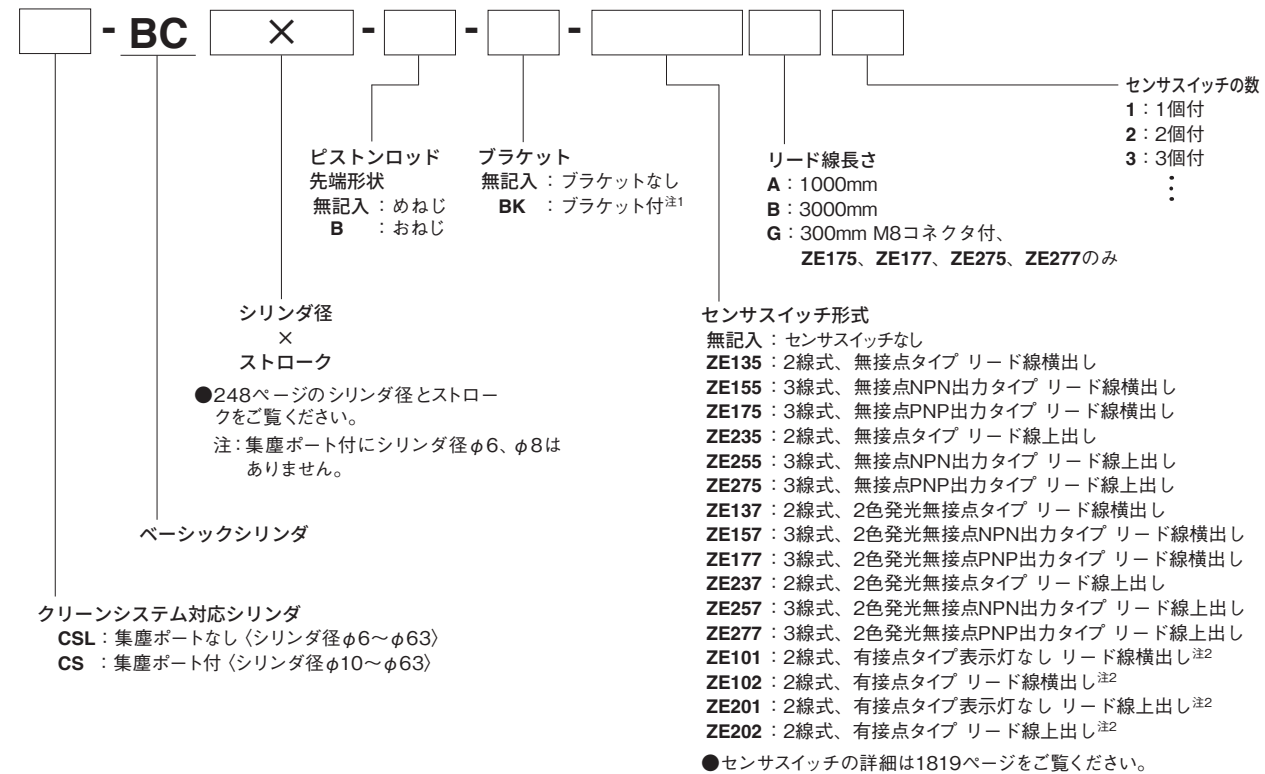 - BC × - - -
センサスイッチの数
1：1個付
2：2個付
3：3個付
⋮
ピストンロッド
先端形状
無記入：めねじ
B：おねじ
ブラケット
無記入：ブラケットなし
BK：ブラケット付注1
リード線長さ
A：1000mm
B：3000mm
G：300mm M8コネクタ付、
ZE175、ZE177、ZE275、ZE277のみ
シリンダ径
×
ストローク
●248ページのシリンダ径とストロー
クをご覧ください。
注：集塵ポート付にシリンダ径φ6、φ8は
ありません。
ベーシックシリンダ
クリーンシステム対応シリンダ
CSL：集塵ポートなし〈シリンダ径φ6〜φ63〉
CS：集塵ポート付〈シリンダ径φ10〜φ63〉
センサスイッチ形式
無記入：センサスイッチなし
ZE135：2線式、無接点タイプ リード線横出し
ZE155：3線式、無接点NPN出力タイプ リード線横出し
ZE175：3線式、無接点PNP出力タイプ リード線横出し
ZE235：2線式、無接点タイプ リード線上出し
ZE255：3線式、無接点NPN出力タイプ リード線上出し
ZE275：3線式、無接点PNP出力タイプ リード線上出し
ZE137：2線式、2色発光無接点タイプ リード線横出し
ZE157：3線式、2色発光無接点NPN出力タイプ リード線横出し
ZE177：3線式、2色発光無接点PNP出力タイプ リード線横出し
ZE237：2線式、2色発光無接点タイプ リード線上出し
ZE257：3線式、2色発光無接点NPN出力タイプ リード線上出し
ZE277：3線式、2色発光無接点PNP出力タイプ リード線上出し
ZE101：2線式、有接点タイプ表示灯なし リード線横出し注2
ZE102：2線式、有接点タイプ リード線横出し注2
ZE201：2線式、有接点タイプ表示灯なし リード線上出し注2
ZE202：2線式、有接点タイプ リード線上出し注2
●センサスイッチの詳細は1819ページをご覧ください。